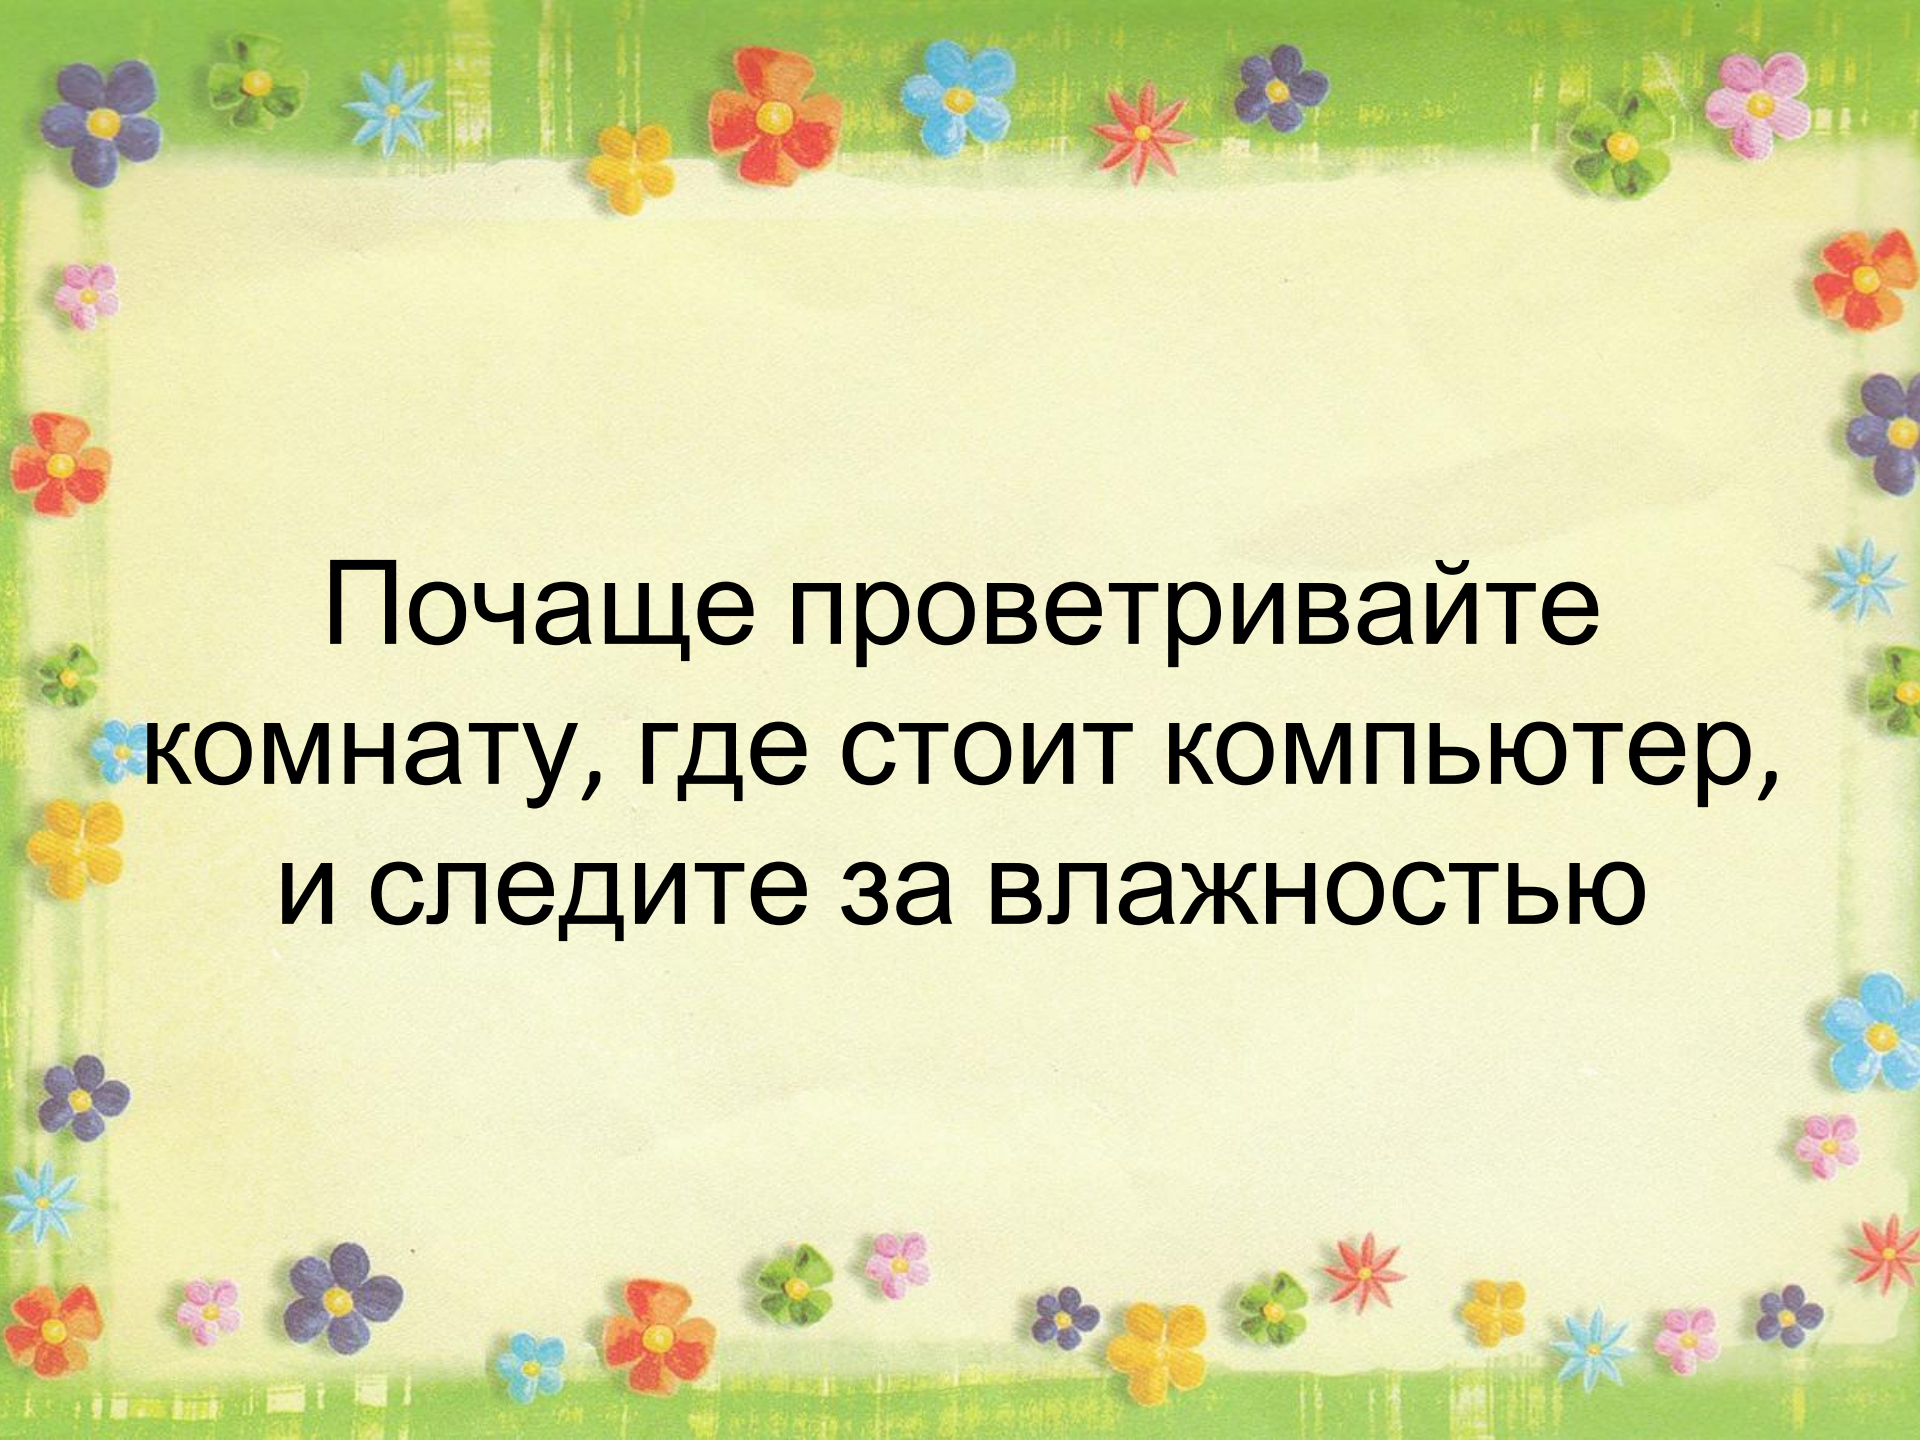 Почаще проветривайте
комнату, где стоит компьютер,
и следите за влажностью